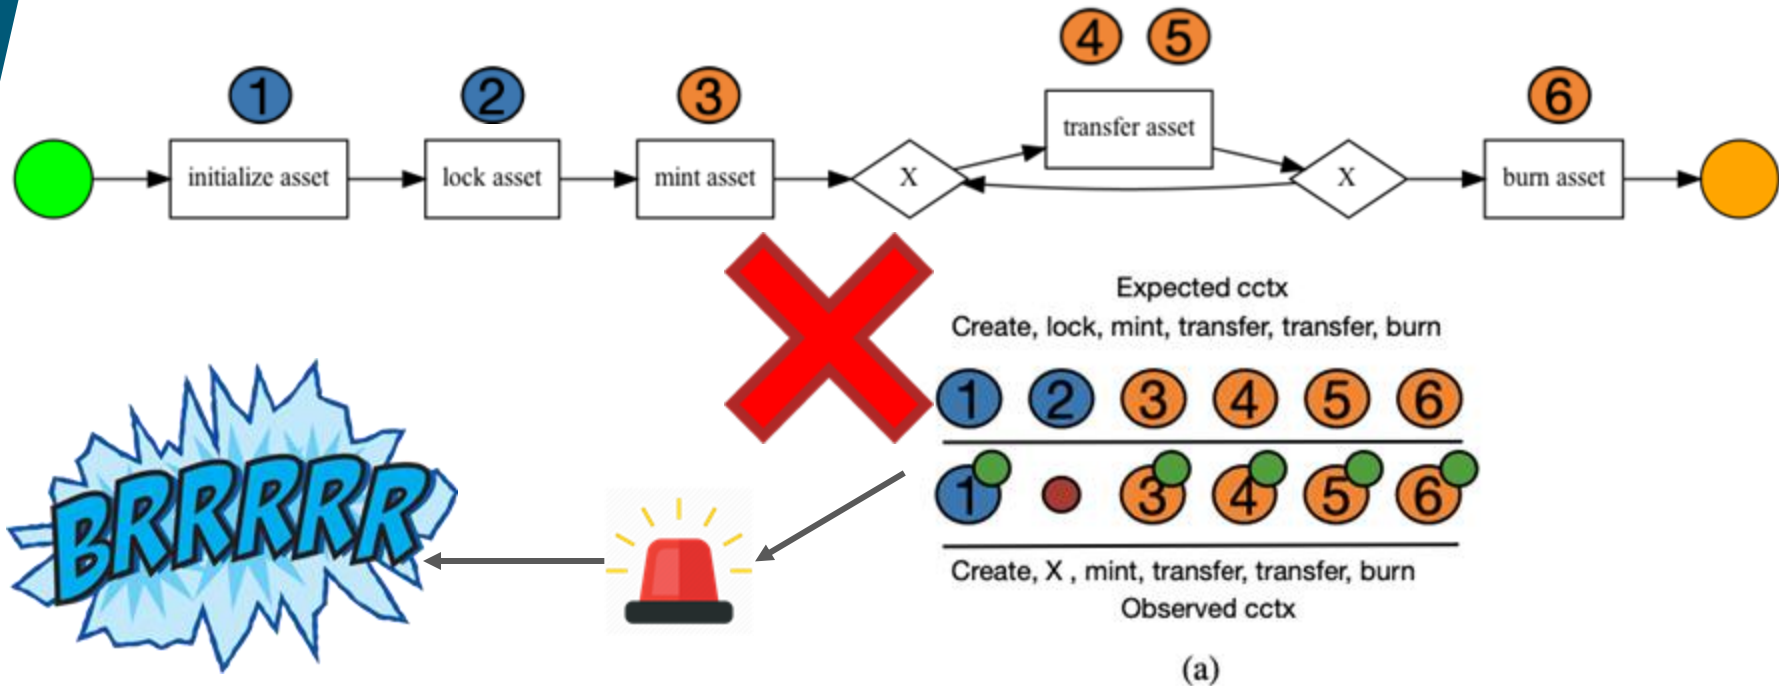 4 5
1 2 3 6
transfer asset
initialize asset lock asset mint asset X X burn asset
Expected cctx
Create, lock, mint, transfer, transfer, burn
1 2 3 4 5 6
1 3 4 5 6
BRRRRRR
Create, X , mint, transfer, transfer, burn
Observed cctx
(a)